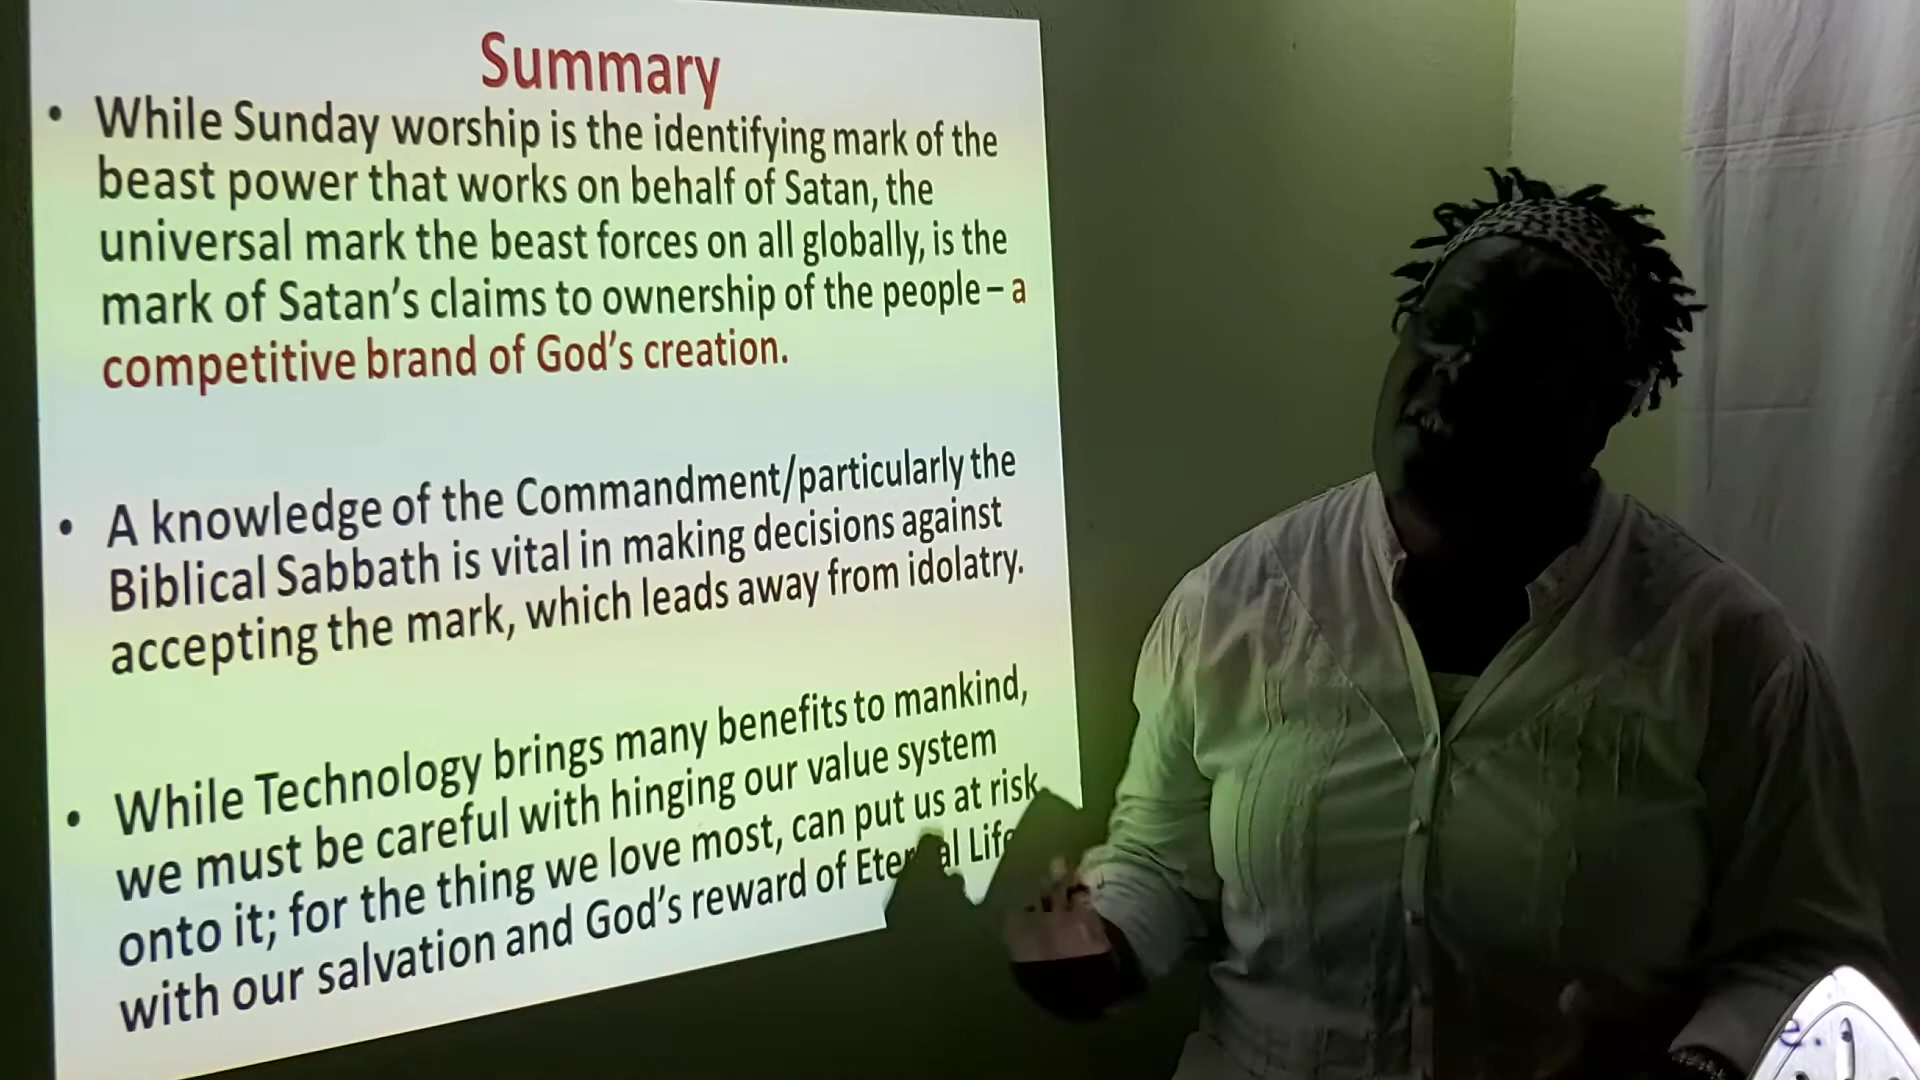 Summary
• While Sunday worship is the identifying mark of the
beast power that works on behalf of Satan, the
universal mark the beast forces on all globally, is the
mark of Satan's claims to ownership of the people – a
competitive brand of God's creation.
• A knowledge of the Commandment/particularly the
Biblical Sabbath is vital in making decisions against
accepting the mark, which leads away from idolatry.
• While Technology brings many benefits to mankind,
we must be careful with hinging our value system
onto it; for the thing we love most, can put us at risk
with our salvation and God's reward of Eternal Life
e.